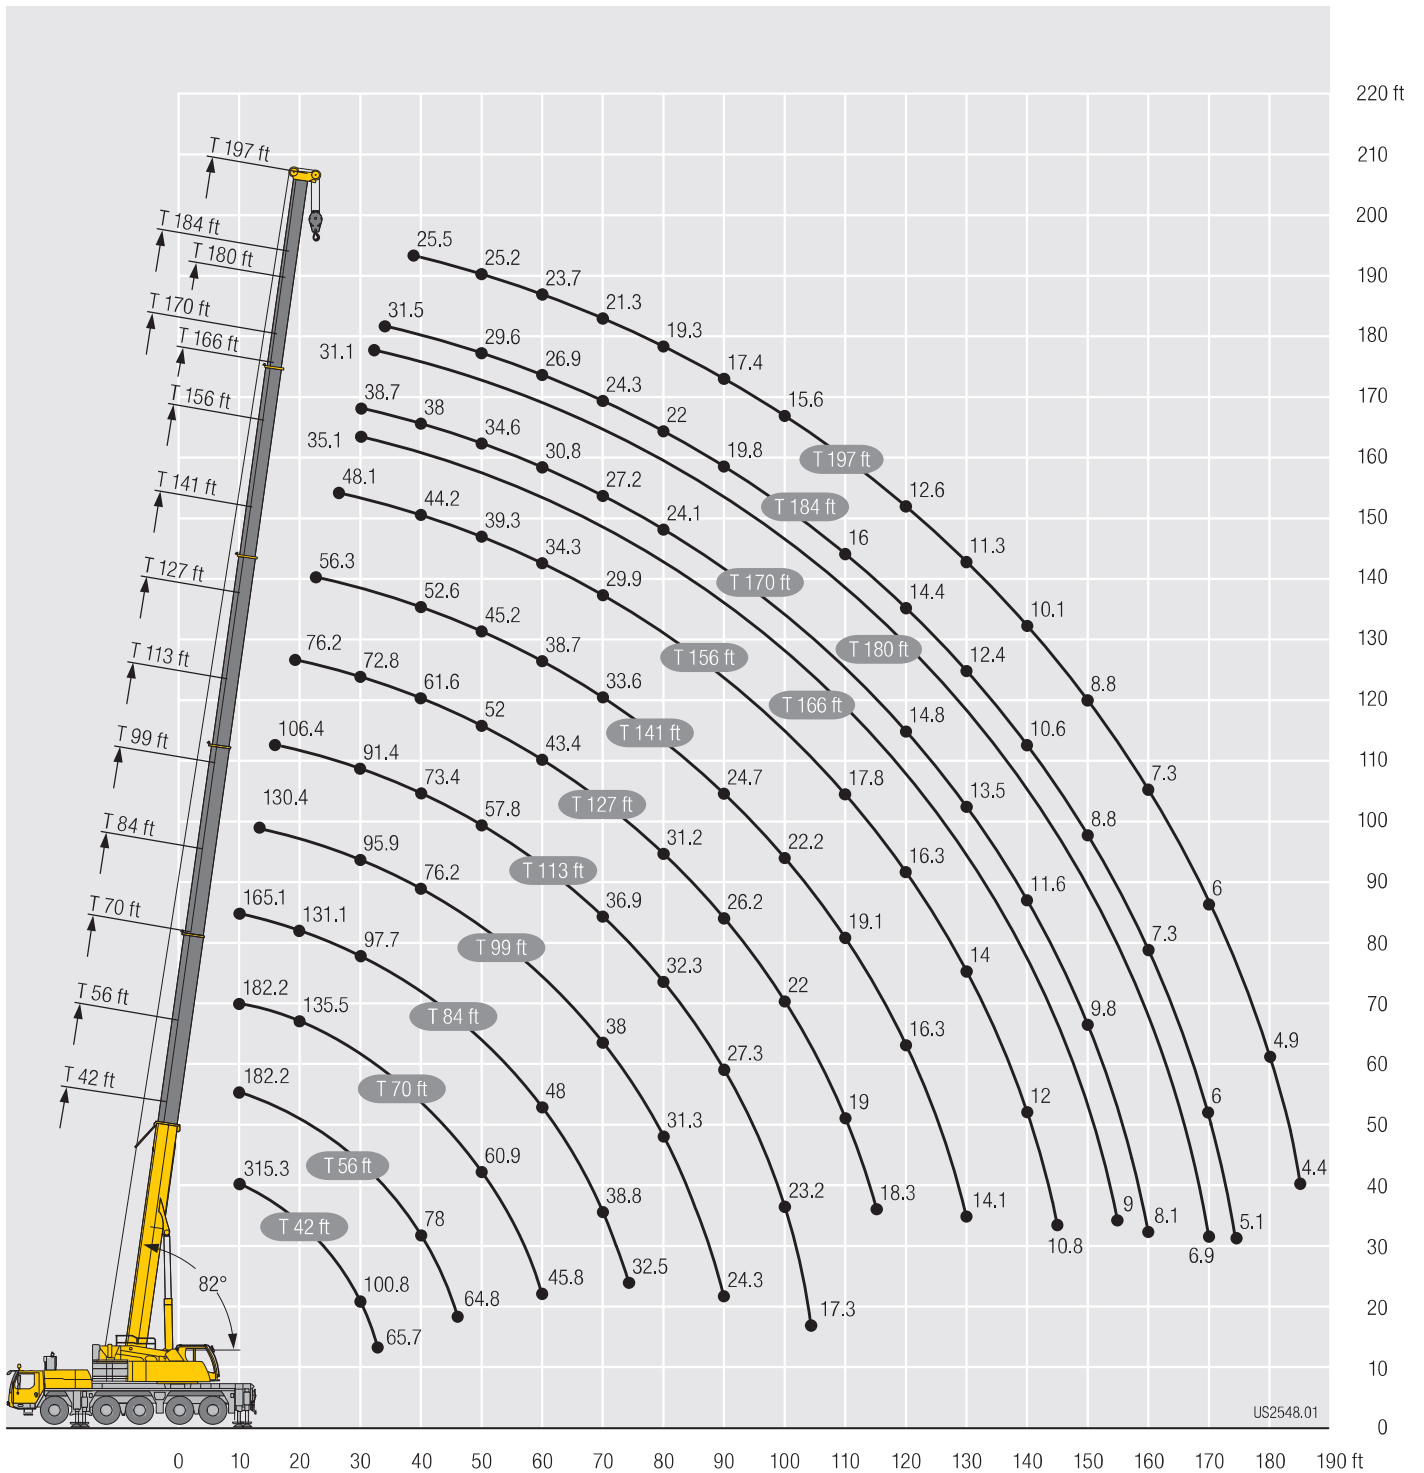 220 ft
210
200
190
180
170
160
150
140
130
120
110
100
90
80
70
60
50
40
30
20
10
0
T 197 ft
T 184 ft
T 180 ft
T 170 ft
T 166 ft
T 156 ft
T 141 ft
T 127 ft
T 113 ft
T 99 ft
T 84 ft
T 70 ft
T 56 ft
T 42 ft
82°
25.5 25.2 23.7 21.3 19.3 17.4 15.6 T 197 ft 12.6 11.3 10.1 8.8 7.3 6 4.9 4.4
31.5 29.6 26.9 24.3 22 19.8 T 184 ft 16 14.4 12.4 10.6 8.8 7.3 6 5.1
31.1 T 180 ft 6.9
38.7 38 34.6 30.8 27.2 24.1 T 170 ft 14.8 13.5 11.6 9.8 8.1
35.1 T 166 ft 9
48.1 44.2 39.3 34.3 29.9 T 156 ft 17.8 16.3 14 12 10.8
56.3 52.6 45.2 38.7 33.6 T 141 ft 24.7 22.2 19.1 16.3 14.1
76.2 72.8 61.6 52 43.4 T 127 ft 31.2 26.2 22 19 18.3
106.4 91.4 73.4 57.8 T 113 ft 36.9 32.3 27.3 23.2 17.3
130.4 95.9 76.2 T 99 ft 38 31.3 24.3
165.1 131.1 97.7 T 84 ft 48 38.8 32.5
182.2 135.5 T 70 ft 60.9 45.8
182.2 T 56 ft 78 64.8
315.3 T 42 ft 100.8 65.7
US2548.01
0 10 20 30 40 50 60 70 80 90 100 110 120 130 140 150 160 170 180 190 ft